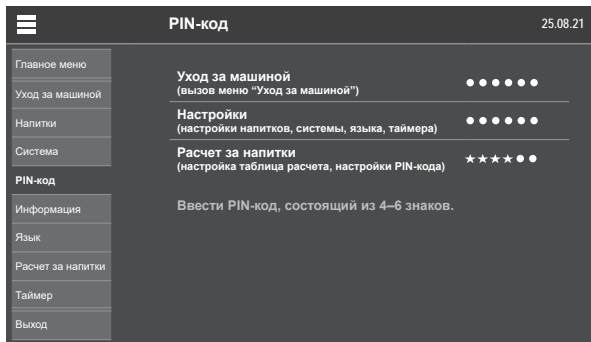 PIN-код
25.08.21
Главное меню
Уход за машиной
Напитки
Система
PIN-код
Информация
Язык
Расчет за напитки
Таймер
Выход
Уход за машиной
(вызов меню “Уход за машиной”)
●●●●●●
Настройки
(настройки напитков, системы, языка, таймера)
●●●●●●
Расчет за напитки
(настройка таблица расчета, настройки PIN-кода)
★★★★●●
Ввести PIN-код, состоящий из 4–6 знаков.